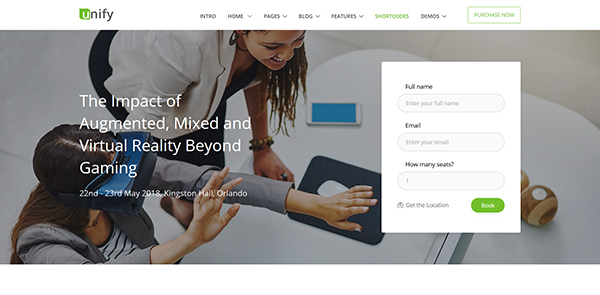 unify
INTRO HOME PAGES BLOG FEATURES SHORTCODES DEMOS PURCHASE NOW
The Impact of
Augmented, Mixed and
Virtual Reality Beyond
Gaming
22nd - 23rd May 2018, Kingston Hall, Orlando
Full name
Enter your full name
Email
Enter your email
How many seats?
1
Get the Location
Book